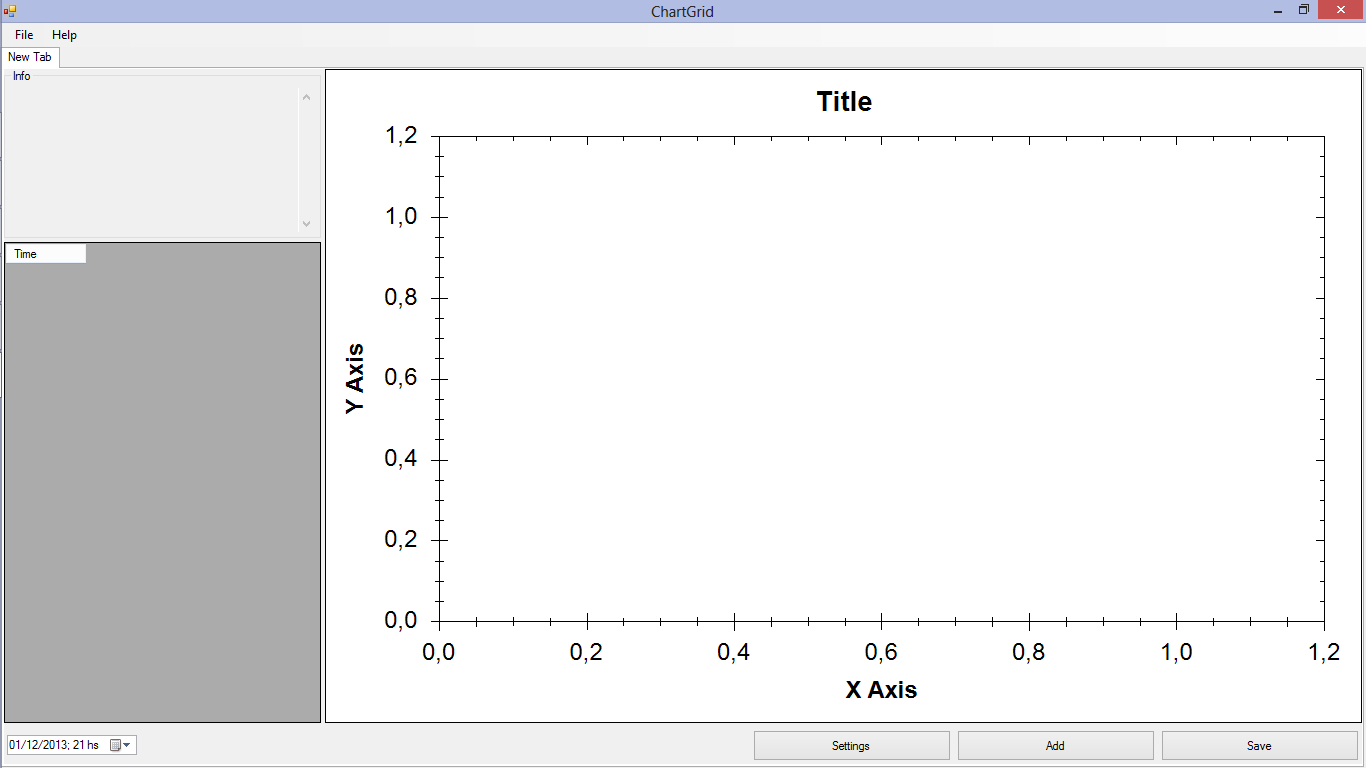 ChartGrid
File Help
New Tab
Info
Time
Title
Y Axis
1,2
1,0
0,8
0,6
0,4
0,2
0,0
0,0 0,2 0,4 0,6 0,8 1,0 1,2
X Axis
01/12/2013; 21 hs
Settings Add Save